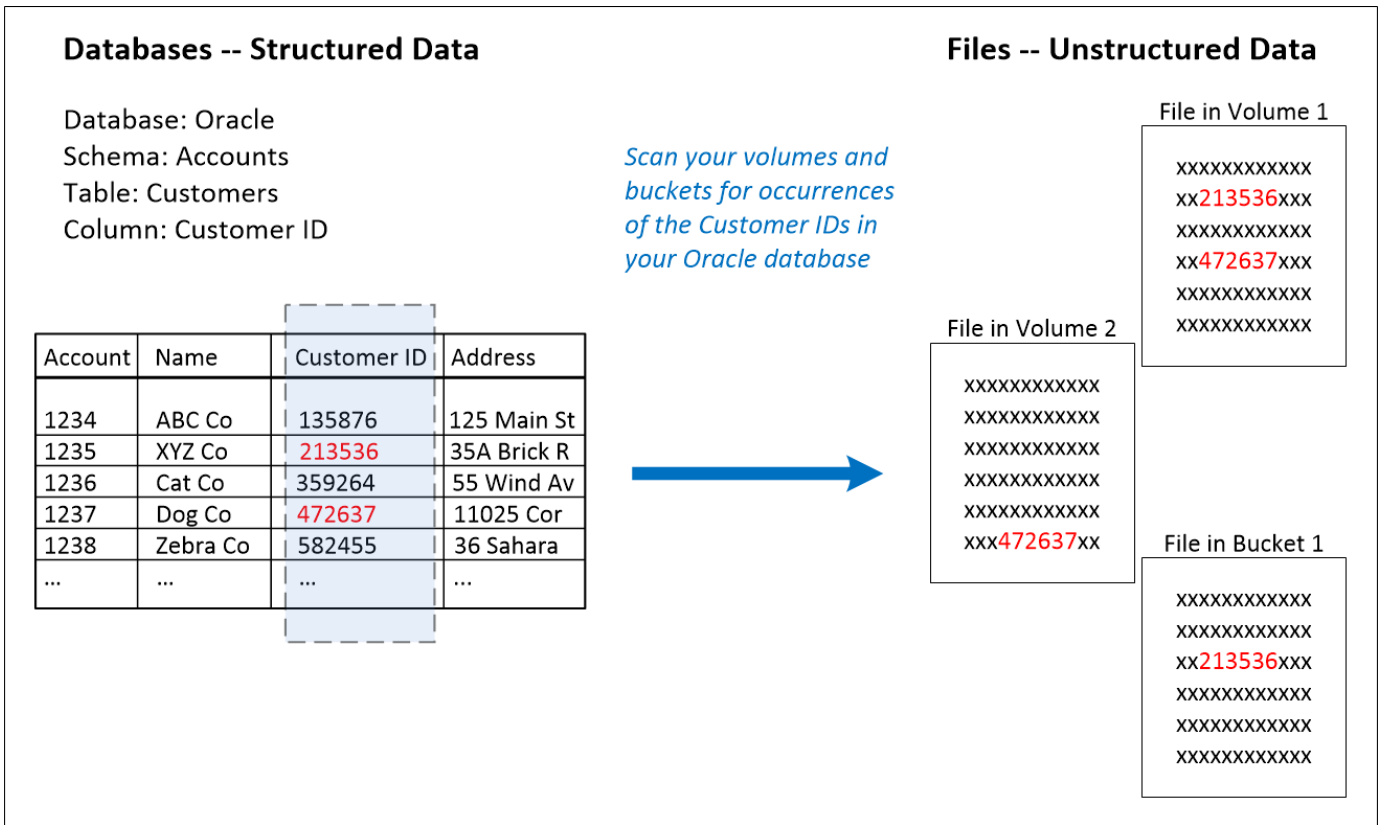 Databases -- Structured Data
Database: Oracle
Schema: Accounts
Table: Customers
Column: Customer ID
Account Name Customer ID Address
1234 ABC Co 135876 125 Main St
1235 XYZ Co 213536 35A Brick R
1236 Cat Co 359264 55 Wind Av
1237 Dog Co 472637 11025 Cor
1238 Zebra Co 582455 36 Sahara
... ... ... ...
Scan your volumes and
buckets for occurrences
of the Customer IDs in
your Oracle database
Files -- Unstructured Data
File in Volume 1
xxxxxxxxxxxx
xx213536xxx
xxxxxxxxxxxx
xx472637xxx
xxxxxxxxxxxx
xxxxxxxxxxxx
File in Volume 2
xxxxxxxxxxxx
xxxxxxxxxxxx
xxxxxxxxxxxx
xxxxxxxxxxxx
xxxxxxxxxxxx
xxx472637xx
File in Bucket 1
xxxxxxxxxxxx
xxxxxxxxxxxx
xx213536xxx
xxxxxxxxxxxx
xxxxxxxxxxxx
xxxxxxxxxxxx